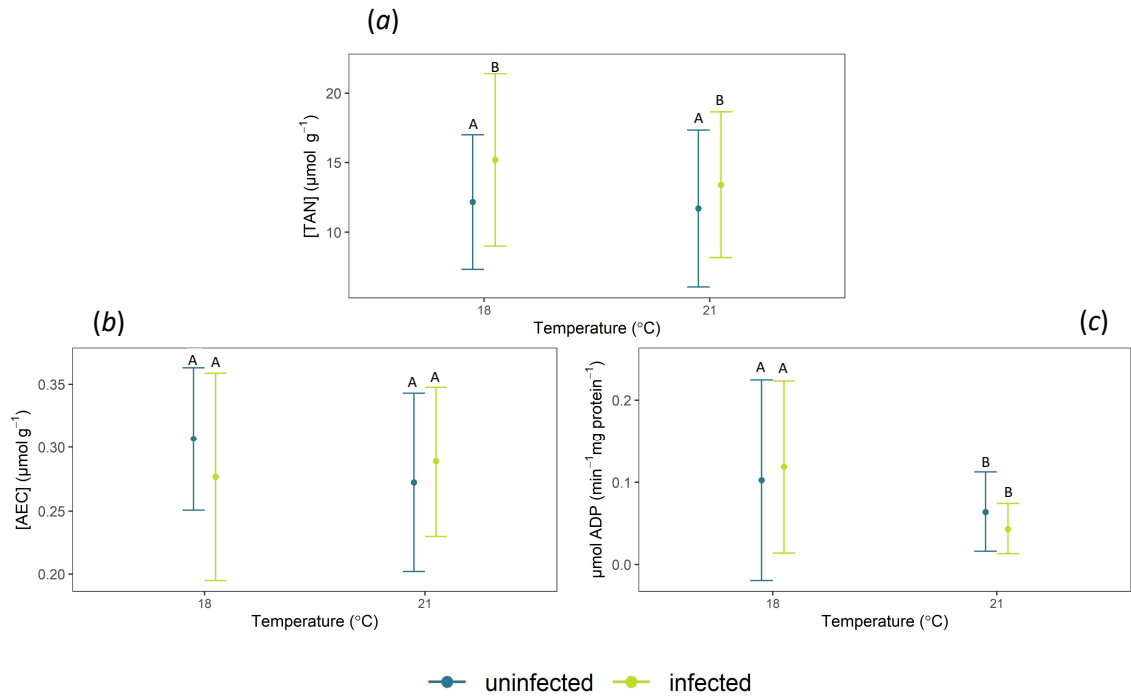 (a)
[TAN] (μmol g⁻¹)
20
15
10
A
B
A
B
18
21
Temperature (°C)
(b)
[AEC] (μmol g⁻¹)
0.35
0.30
0.25
0.20
A
A
A
A
18
21
Temperature (°C)
(c)
μmol ADP (min⁻¹mg protein⁻¹)
0.2
0.1
0.0
A
A
B
B
18
21
Temperature (°C)
uninfected
infected